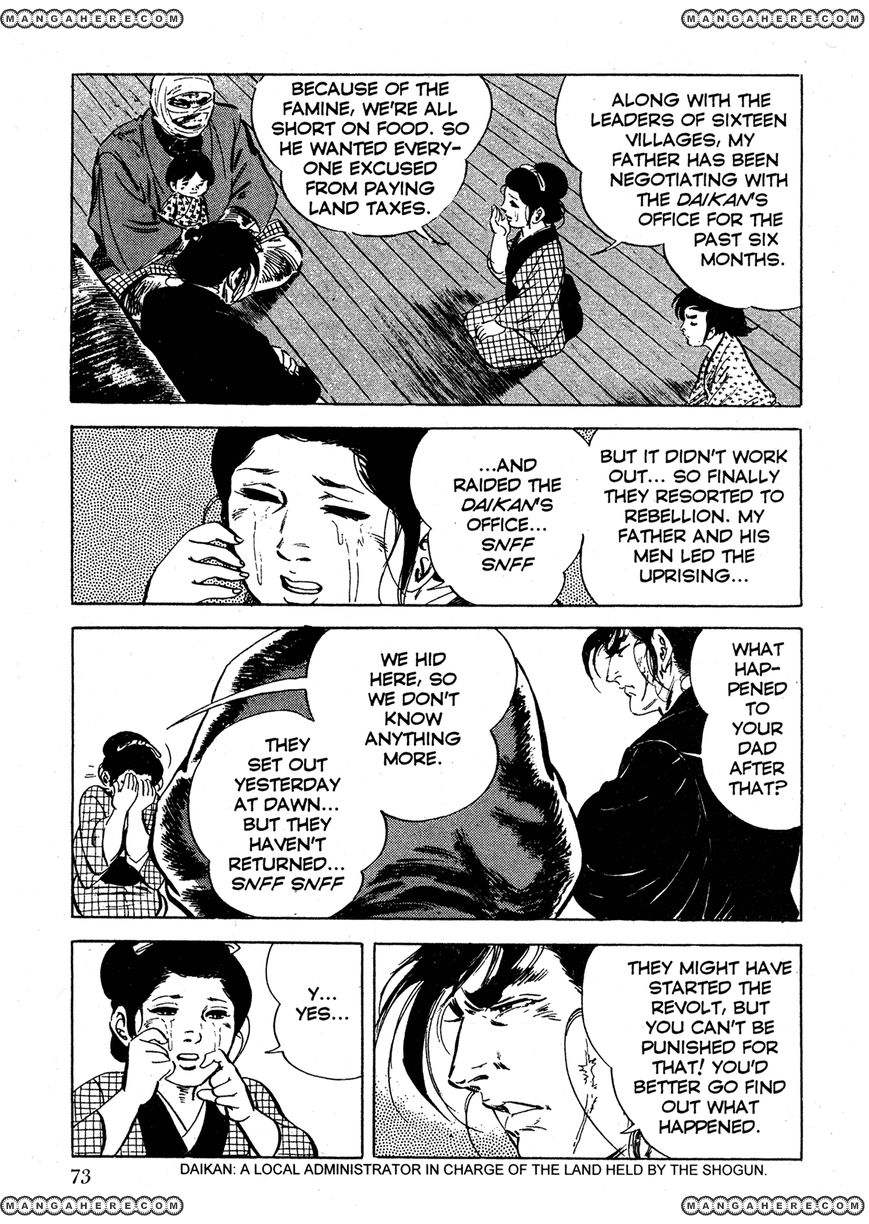 MANGAHERE.COM
MANGAHERE.COM
ALONG WITH THE
LEADERS OF SIXTEEN
VILLAGES, MY
FATHER HAS BEEN
NEGOTIATING WITH
THE DAIKAN'S
OFFICE FOR THE
PAST SIX
MONTHS.
BECAUSE OF THE
FAMINE, WE'RE ALL
SHORT ON FOOD. SO
HE WANTED EVERY-
ONE EXCUSED
FROM PAYING
LAND TAXES.
BUT IT DIDN'T WORK
OUT... SO FINALLY
THEY RESORTED TO
REBELLION. MY
FATHER AND HIS
MEN LED THE
UPRISING...
...AND
RAIDED THE
DAIKAN'S
OFFICE...
SNFF
SNFF
WHAT
HAP-
PENED
TO
YOUR
DAD
AFTER
THAT?
WE HID
HERE, SO
WE DON'T
KNOW
ANYTHING
MORE.
THEY
SET OUT
YESTERDAY
AT DAWN...
BUT THEY
HAVEN'T
RETURNED...
SNFF SNFF
THEY MIGHT HAVE
STARTED THE
REVOLT, BUT
YOU CAN'T BE
PUNISHED FOR
THAT! YOU'D
BETTER GO FIND
OUT WHAT
HAPPENED.
Y...
YES...
DAIKAN: A LOCAL ADMINISTRATOR IN CHARGE OF THE LAND HELD BY THE SHOGUN.
73
MANGAHERE.COM
MANGAHERE.COM